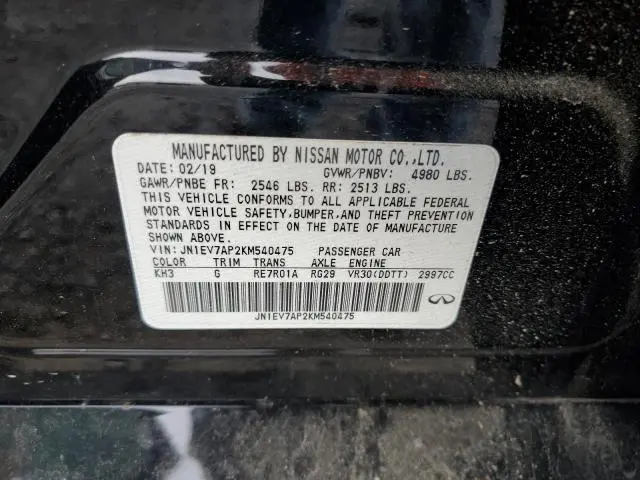 MANUFACTURED BY NISSAN MOTOR CO.,LTD.
DATE: 02/19 GVWR/PNBV: 4980 LBS.
GAWR/PNBE FR: 2546 LBS. RR: 2513 LBS.
THIS VEHICLE CONFORMS TO ALL APPLICABLE FEDERAL
MOTOR VEHICLE SAFETY,BUMPER,AND THEFT PREVENTION
STANDARDS IN EFFECT ON THE DATE OF MANUFACTURE
SHOWN ABOVE.
VIN: JN1EV7AP2KM540475 PASSENGER CAR
COLOR TRIM TRANS AXLE ENGINE
KH3 G RE7R01A RG29 VR30(DDTT) 2997CC
JN1EV7AP2KM540475